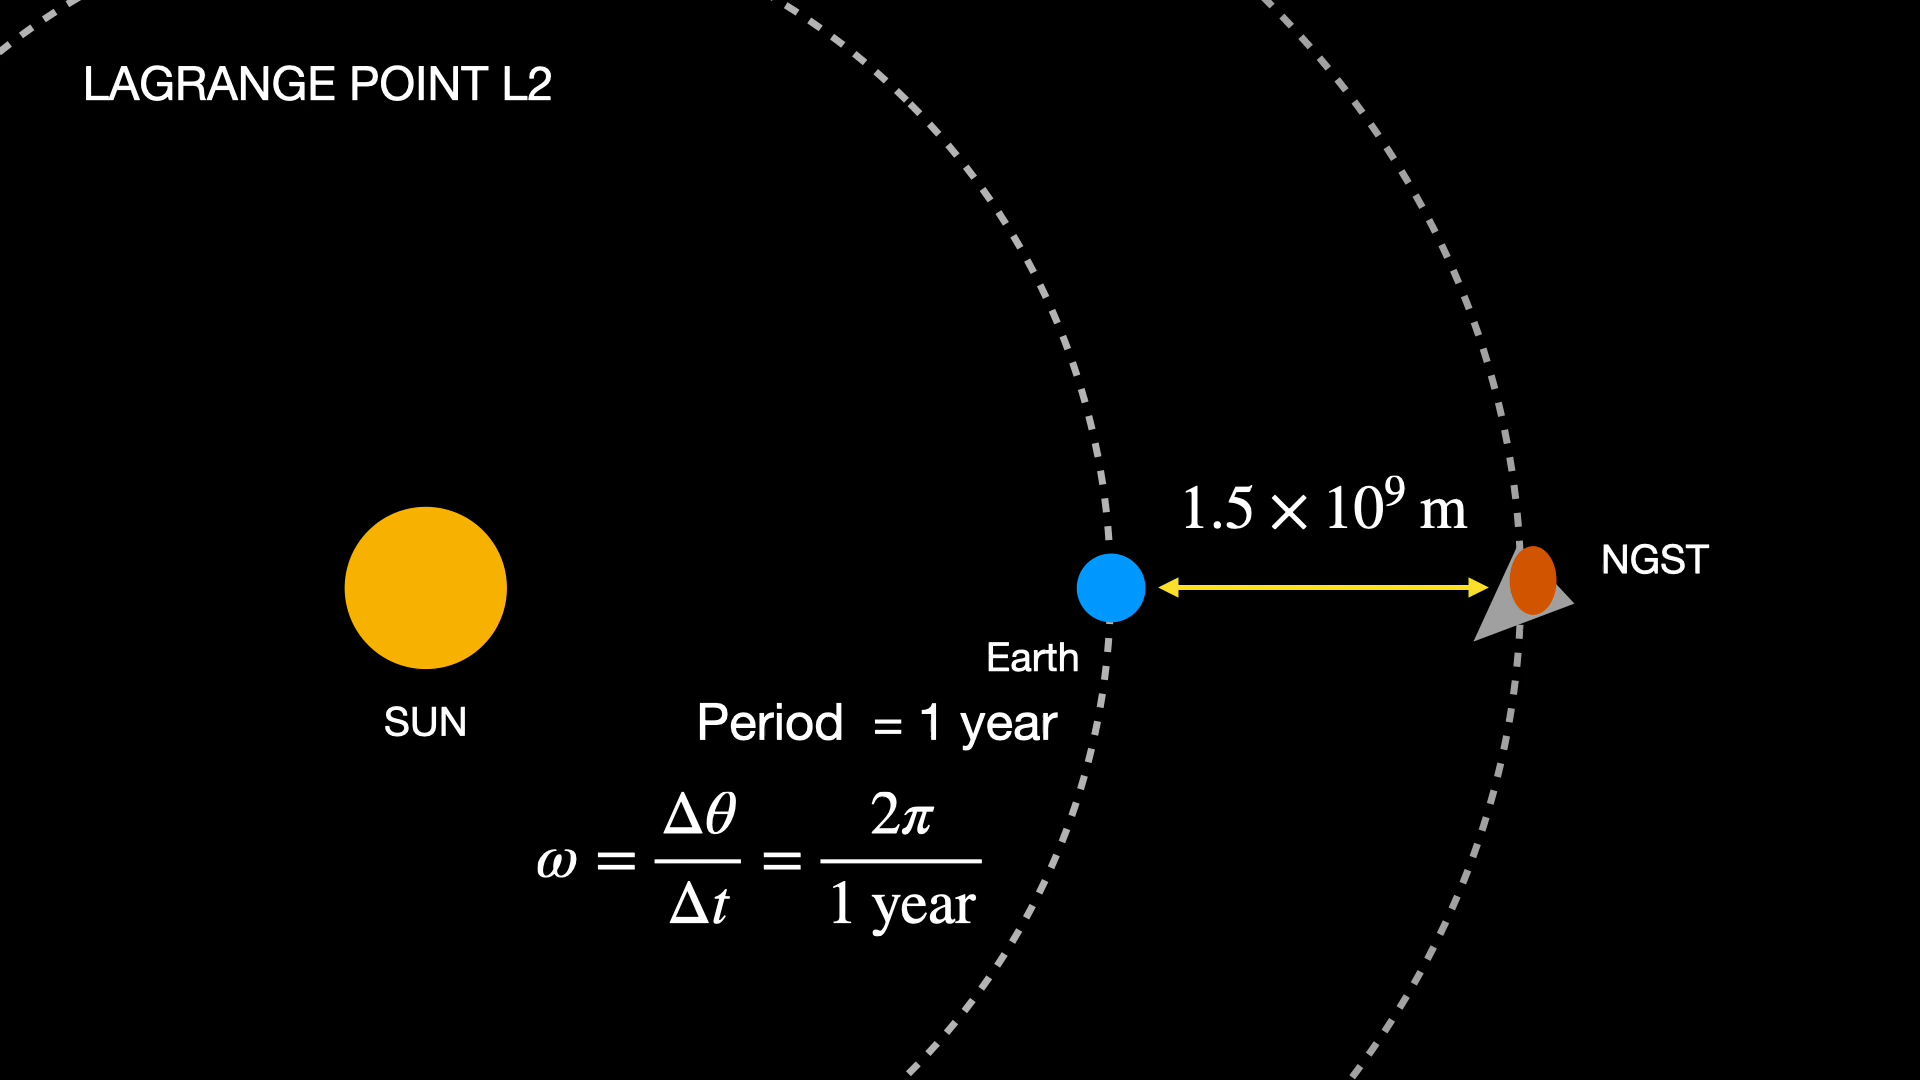 LAGRANGE POINT L2
1.5 × 10⁹ m
NGST
Earth
SUN
Period = 1 year
ω = Δθ/Δt = 2π/1 year